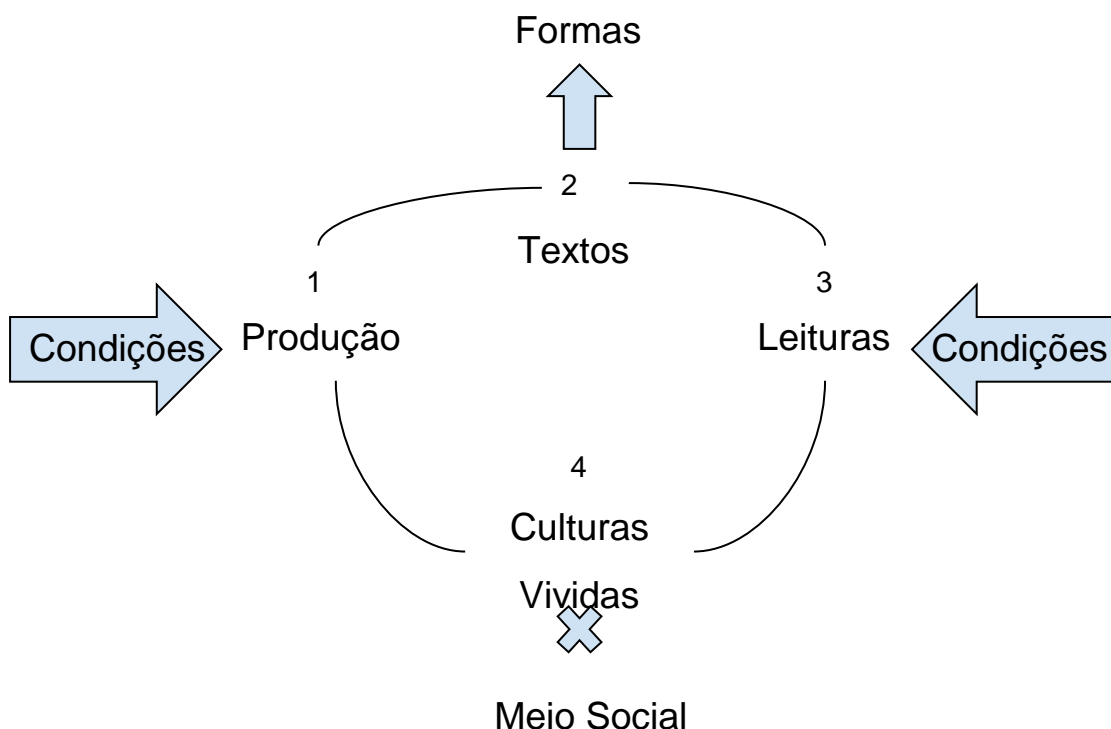 Formas
2
Textos
1
3
Condições
Produção
Leituras
Condições
4
Culturas
Vividas
Meio Social